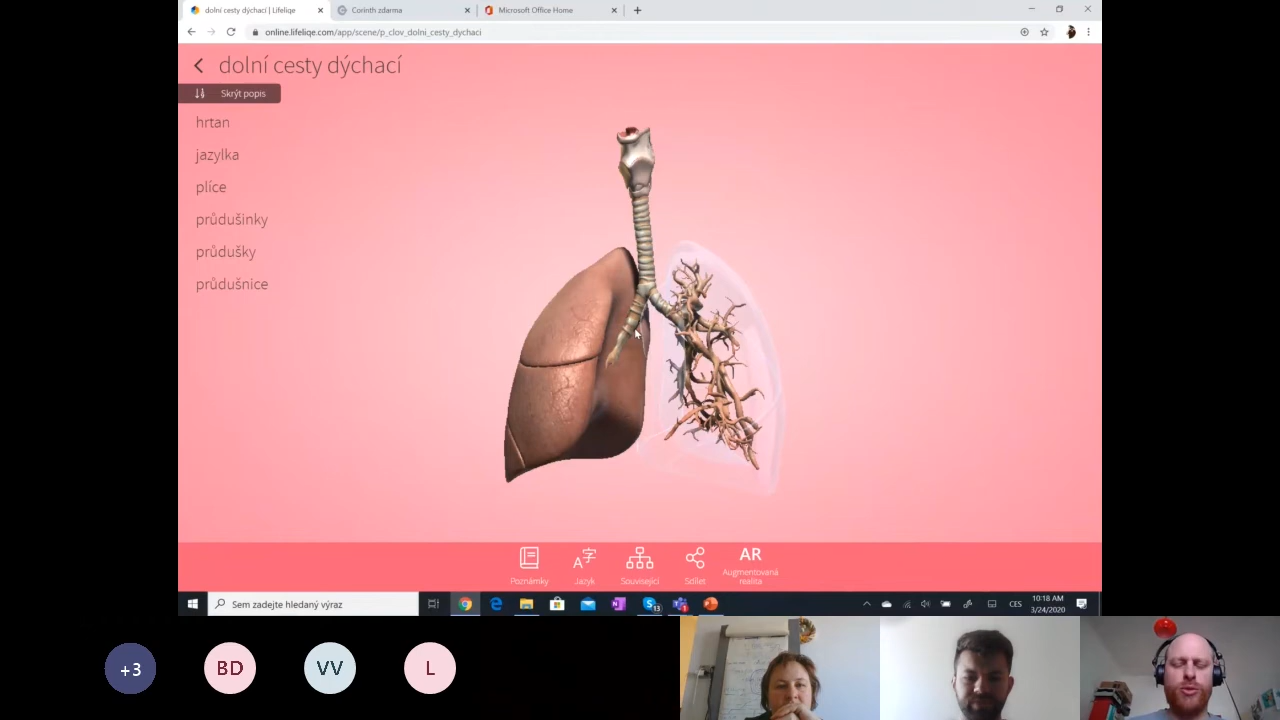 dolní cesty dýchací | Lifeliqe
Corinth zdarma
Microsoft Office Home
online.lifeliqe.com/app/scene/p_clov_dolni_cesty_dychaci
dolní cesty dýchací
Skrýt popis
hrtan
jazylka
plíce
průdušinky
průdušky
průdušnice
Poznámky
Jazyk
Související
Sdílet
AR
Augmentovaná
realita
Sem zadejte hledaný výraz
13
CES
10:18 AM
3/24/2020
+3
BD
VV
L